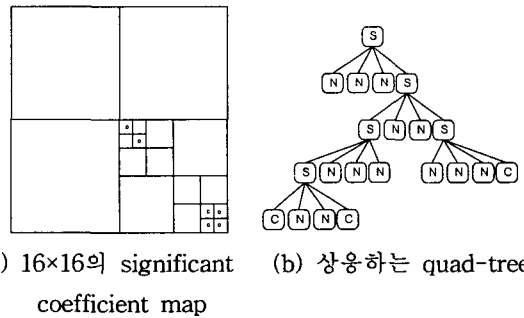 S
N N N S
S N N S
S N N N N N N C
C N N C
) 16×16의 significant
coefficient map
(b) 상응하는 quad-tree